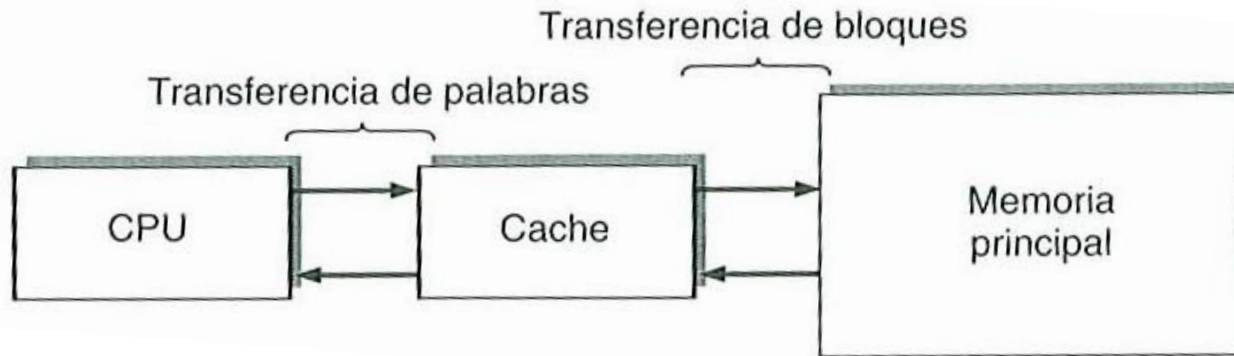 Transferencia de bloques
Transferencia de palabras
CPU
Cache
Memoria
principal